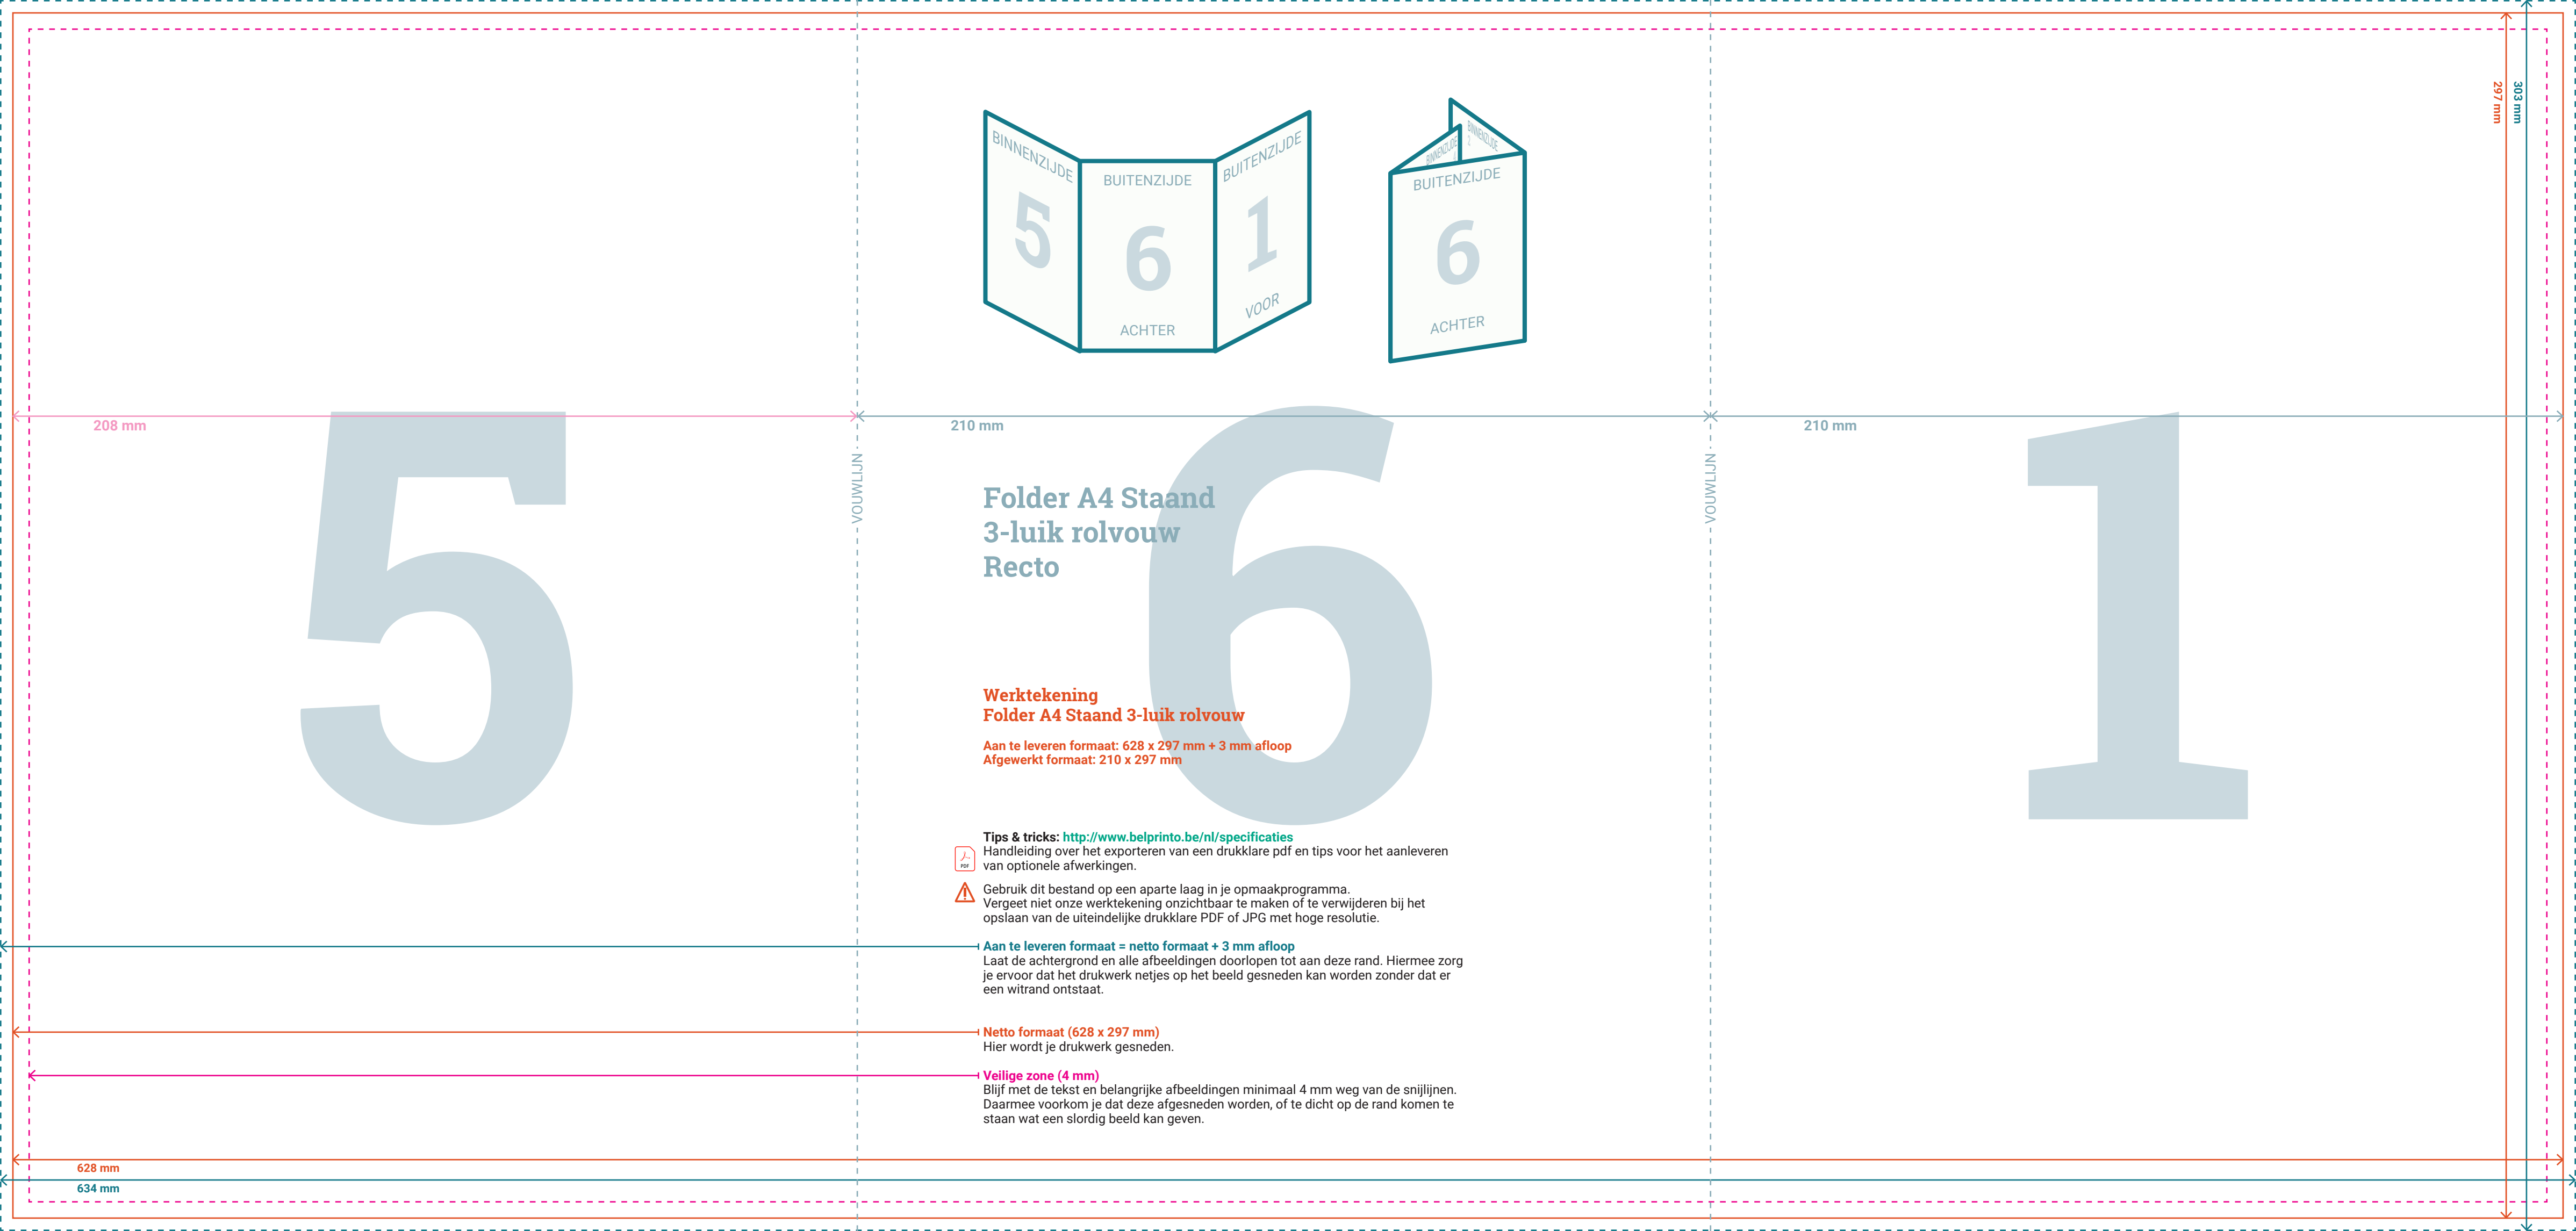 297 mm
303 mm
BINNENZIJDE
5
BUITENZIJDE
6
ACHTER
BUITENZIJDE
1
VOOR
BINNENZIJDE
BINNENZIJDE
2
BUITENZIJDE
6
ACHTER
208 mm
210 mm
210 mm
VOUWLIJN
VOUWLIJN
5
6
1
Folder A4 Staand
3-luik rolvouw
Recto
Werktekening
Folder A4 Staand 3-luik rolvouw
Aan te leveren formaat: 628 x 297 mm + 3 mm afloop
Afgewerkt formaat: 210 x 297 mm
Tips & tricks: http://www.belprinto.be/nl/specificaties
PDF
Handleiding over het exporteren van een drukklare pdf en tips voor het aanleveren
van optionele afwerkingen.
Gebruik dit bestand op een aparte laag in je opmaakprogramma.
Vergeet niet onze werktekening onzichtbaar te maken of te verwijderen bij het
opslaan van de uiteindelijke drukklare PDF of JPG met hoge resolutie.
Aan te leveren formaat = netto formaat + 3 mm afloop
Laat de achtergrond en alle afbeeldingen doorlopen tot aan deze rand. Hiermee zorg
je ervoor dat het drukwerk netjes op het beeld gesneden kan worden zonder dat er
een witrand ontstaat.
Netto formaat (628 x 297 mm)
Hier wordt je drukwerk gesneden.
Veilige zone (4 mm)
Blijf met de tekst en belangrijke afbeeldingen minimaal 4 mm weg van de snijlijnen.
Daarmee voorkom je dat deze afgesneden worden, of te dicht op de rand komen te
staan wat een slordig beeld kan geven.
628 mm
634 mm